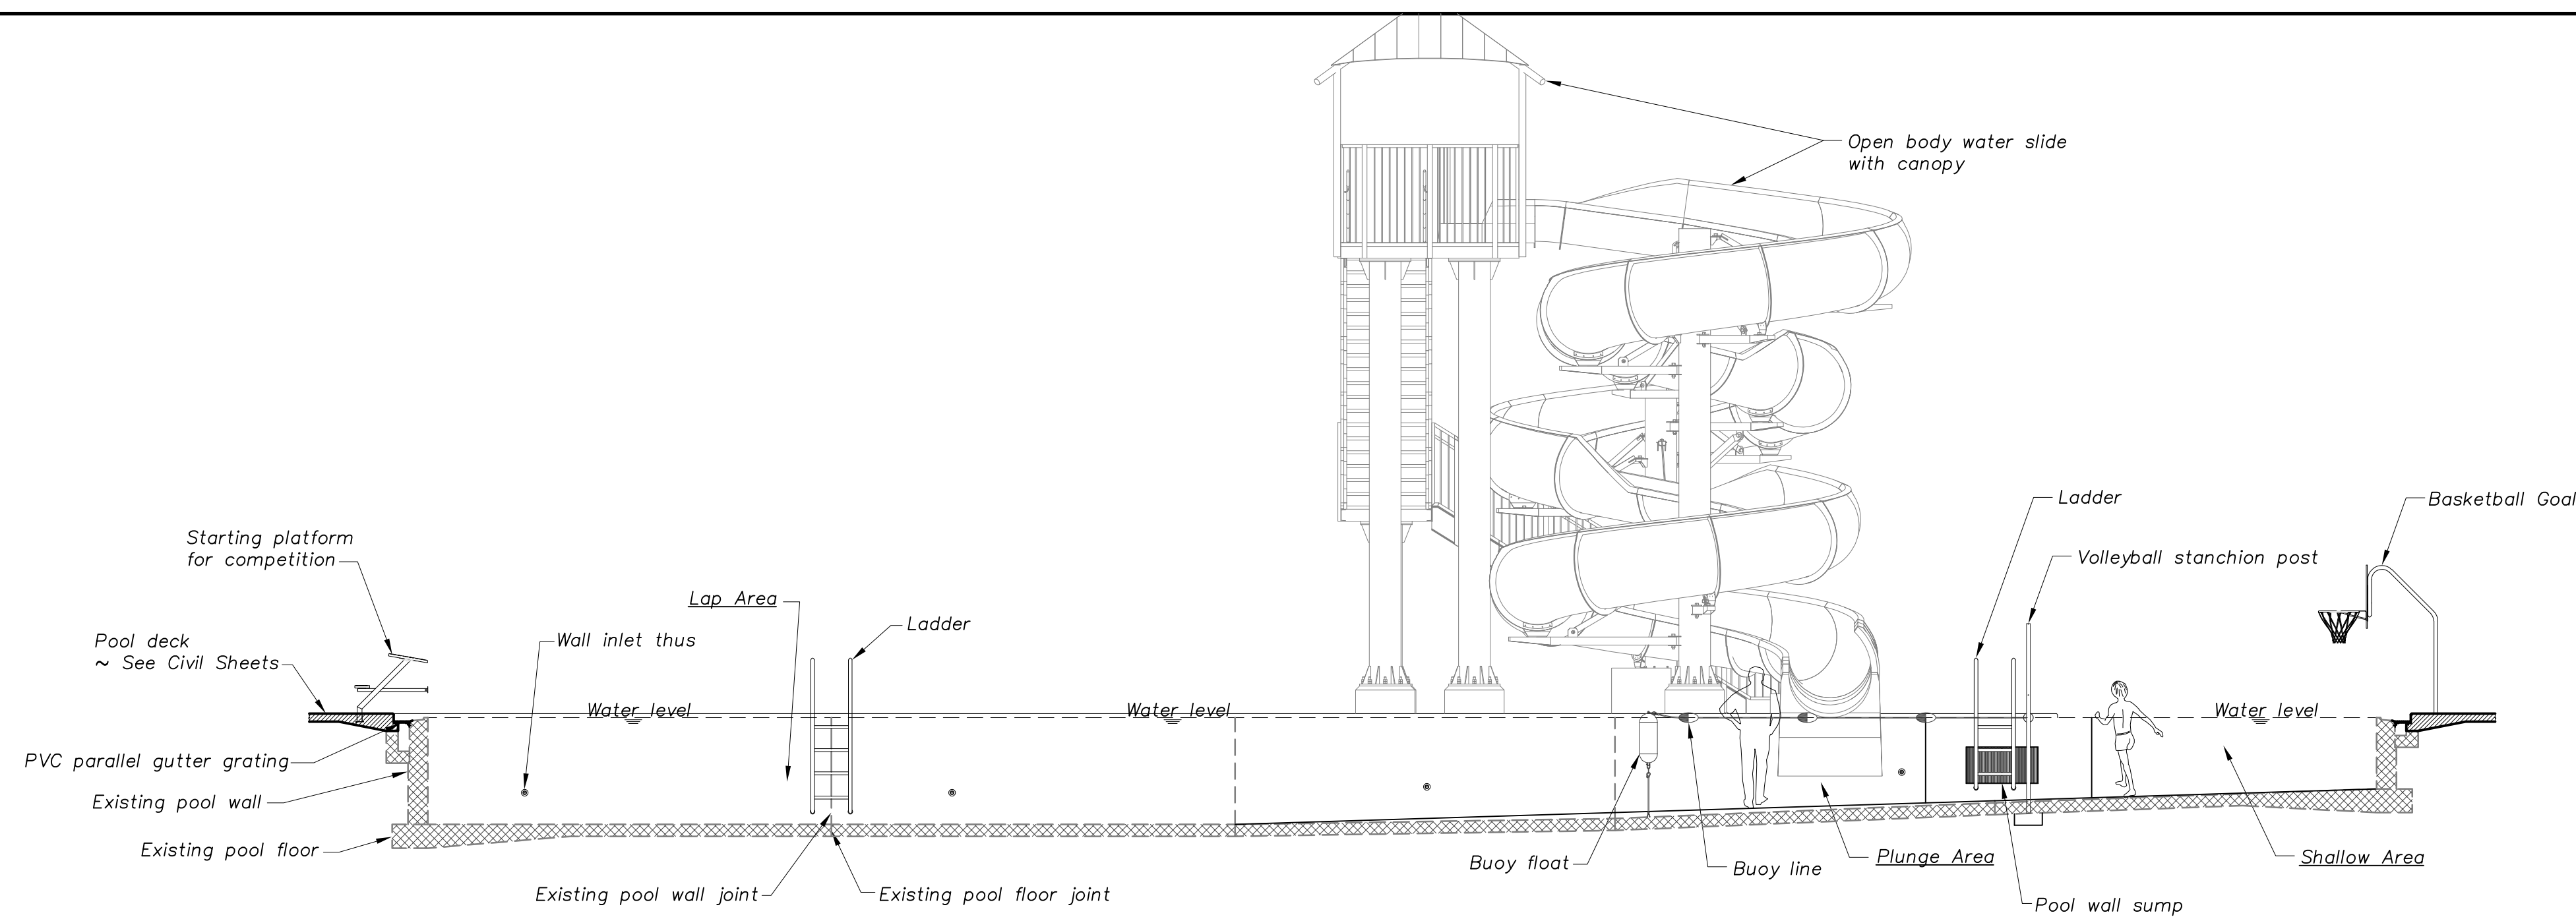 Open body water slide
with canopy
Ladder
Basketball Goal
Starting platform
for competition
Volleyball stanchion post
Lap Area
Ladder
Pool deck
~ See Civil Sheets
Wall inlet thus
Water level
Water level
Water level
PVC parallel gutter grating
Existing pool wall
Existing pool floor
Buoy float
Buoy line
Plunge Area
Shallow Area
Existing pool wall joint
Existing pool floor joint
Pool wall sump